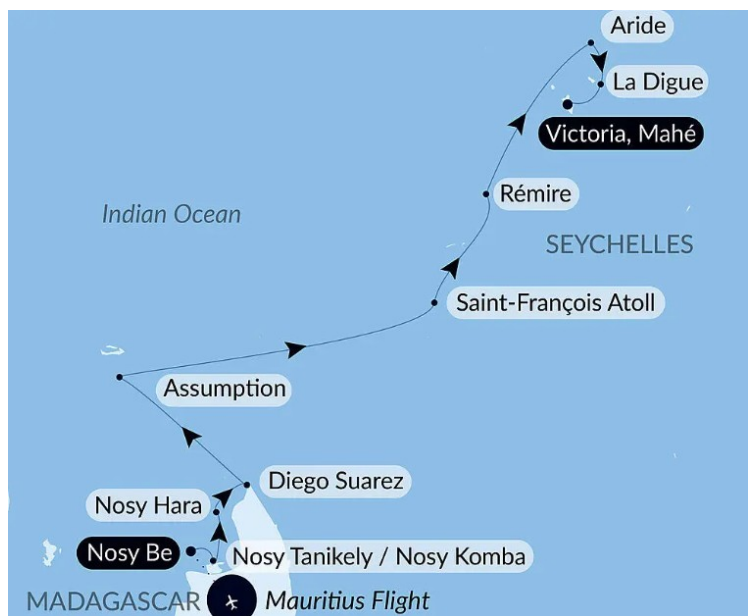 Aride
La Digue
Victoria, Mahé
Rémire
Indian Ocean
SEYCHELLES
Saint-François Atoll
Assumption
Diego Suarez
Nosy Hara
Nosy Be
Nosy Tanikely / Nosy Komba
MADAGASCAR
Mauritius Flight